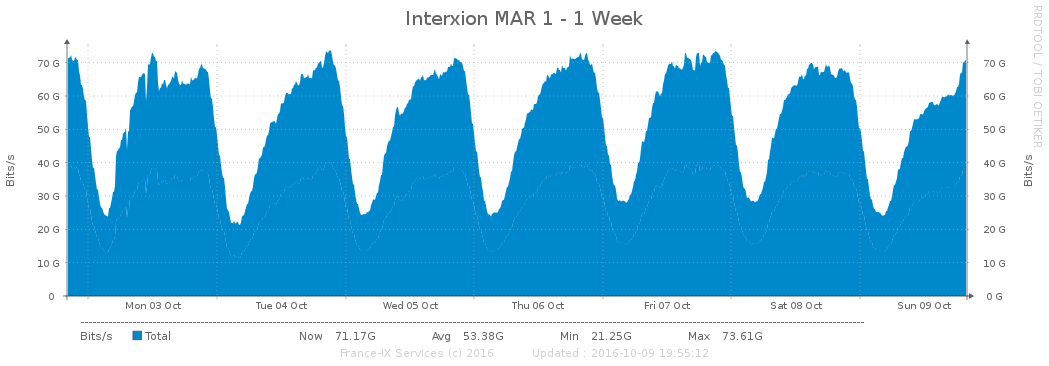 Interxion MAR 1 - 1 Week
RRDTOOL / TOBI OETIKER
Bits/s
Bits/s
70 G 70 G
60 G 60 G
50 G 50 G
40 G 40 G
30 G 30 G
20 G 20 G
10 G 10 G
0 0 G
Mon 03 Oct Tue 04 Oct Wed 05 Oct Thu 06 Oct Fri 07 Oct Sat 08 Oct Sun 09 Oct
Bits/s Total Now 71.17G Avg 53.38G Min 21.25G Max 73.61G
France-IX Services (c) 2016 Updated : 2016-10-09 19:55:12